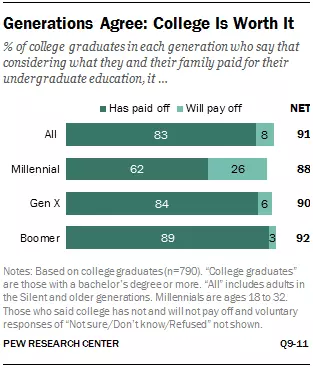 Generations Agree: College Is Worth It
% of college graduates in each generation who say that
considering what they and their family paid for their
undergraduate education, it ...
Has paid off Will pay off NET
All 83 8 91
Millennial 62 26 88
Gen X 84 6 90
Boomer 89 3 92
Notes: Based on college graduates (n=790). “College graduates”
are those with a bachelor’s degree or more. “All” includes adults in
the Silent and older generations. Millennials are ages 18 to 32.
Those who said college has not and will not pay off and voluntary
responses of “Not sure/Don’t know/Refused” not shown.
PEW RESEARCH CENTER Q9-11